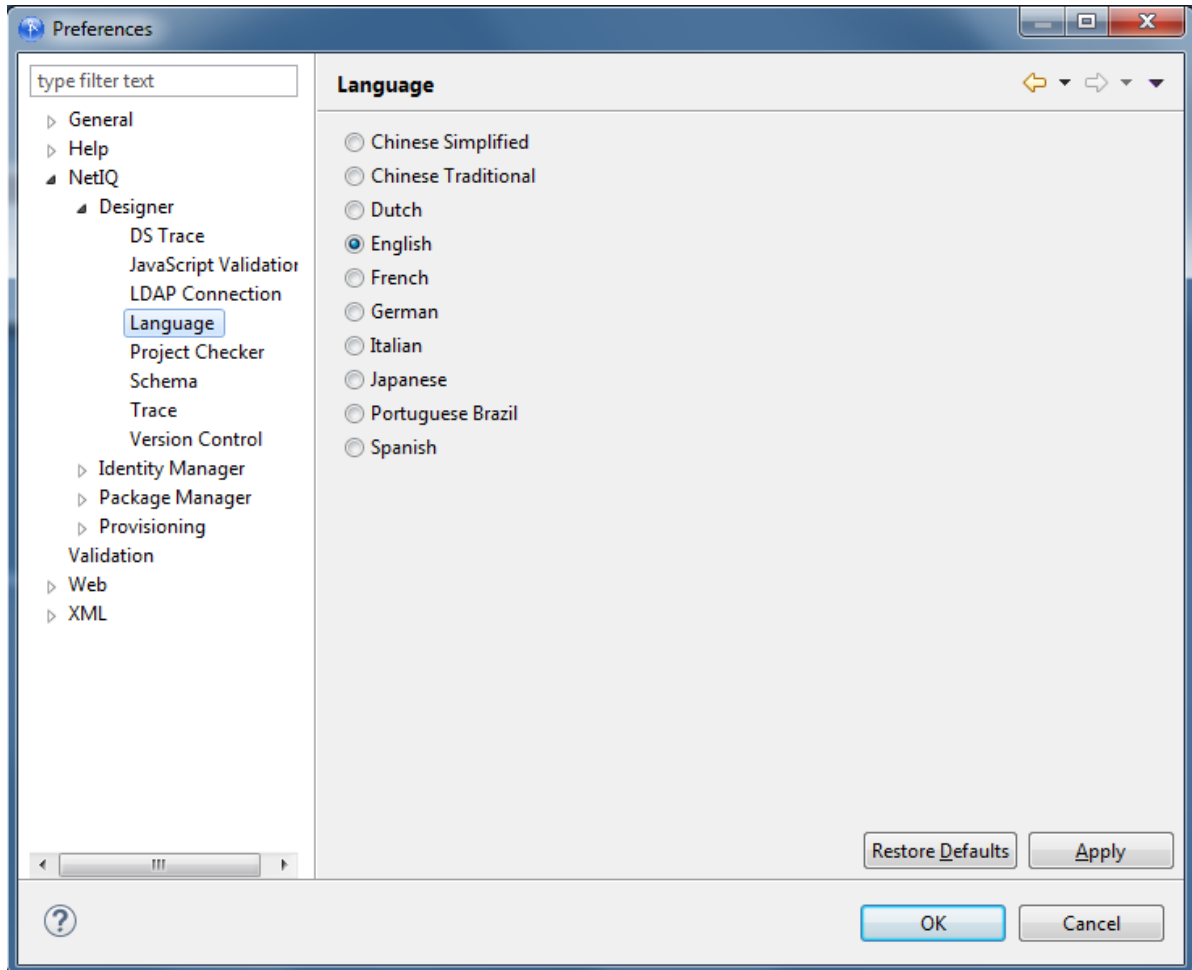 Preferences
type filter text
General
Help
NetIQ
Designer
DS Trace
JavaScript Validation
LDAP Connection
Language
Project Checker
Schema
Trace
Version Control
Identity Manager
Package Manager
Provisioning
Validation
Web
XML
Language
Chinese Simplified
Chinese Traditional
Dutch
English
French
German
Italian
Japanese
Portuguese Brazil
Spanish
Restore Defaults
Apply
OK
Cancel